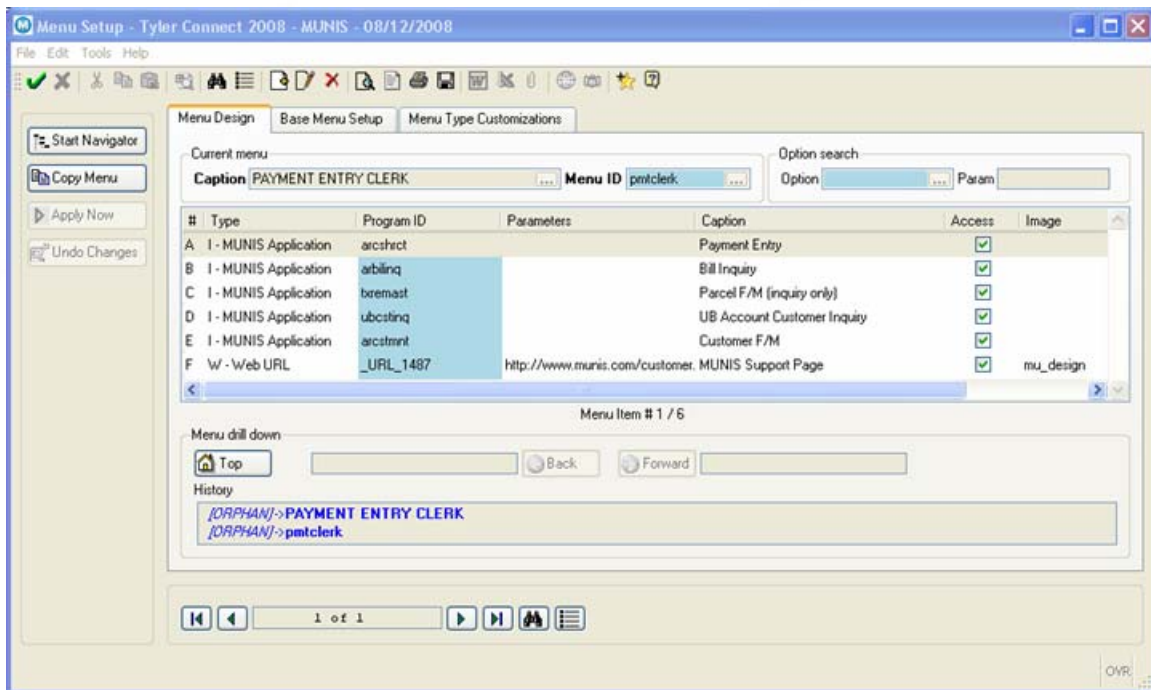 Menu Setup - Tyler Connect 2008 - MUNIS - 08/12/2008
File Edit Tools Help
Menu Design Base Menu Setup Menu Type Customizations
Start Navigator
Copy Menu
Apply Now
Undo Changes
Current menu
Caption PAYMENT ENTRY CLERK ... Menu ID pmtclerk ...
Option search
Option ... Param
# Type Program ID Parameters Caption Access Image
A I - MUNIS Application arcshrct Payment Entry
B I - MUNIS Application arbilinq Bill Inquiry
C I - MUNIS Application txremast Parcel F/M (inquiry only)
D I - MUNIS Application ubcstinq UB Account Customer Inquiry
E I - MUNIS Application arcstmnt Customer F/M
F W - Web URL _URL_1487 http://www.munis.com/customer. MUNIS Support Page mu_design
Menu Item # 1 / 6
Menu drill down
Top Back Forward
History
[ORPHAN]->PAYMENT ENTRY CLERK
[ORPHAN]->pmtclerk
1 of 1
OVR